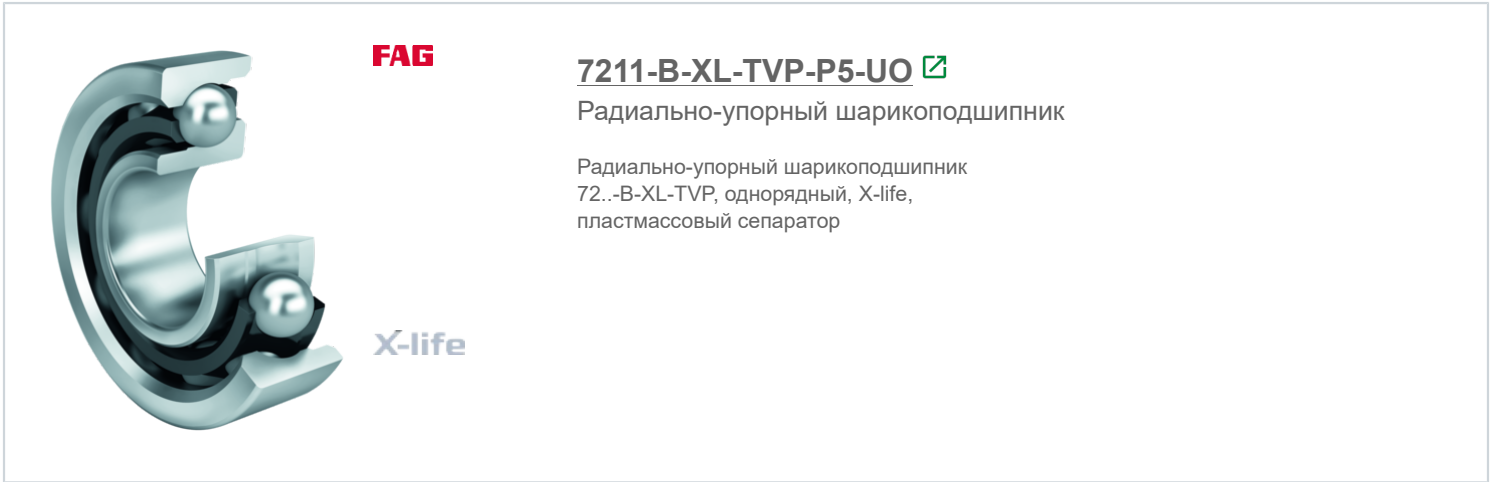 FAG
7211-B-XL-TVP-P5-UO
Радиально-упорный шарикоподшипник
Радиально-упорный шарикоподшипник
72..-B-XL-TVP, однорядный, X-life,
пластмассовый сепаратор
X-life